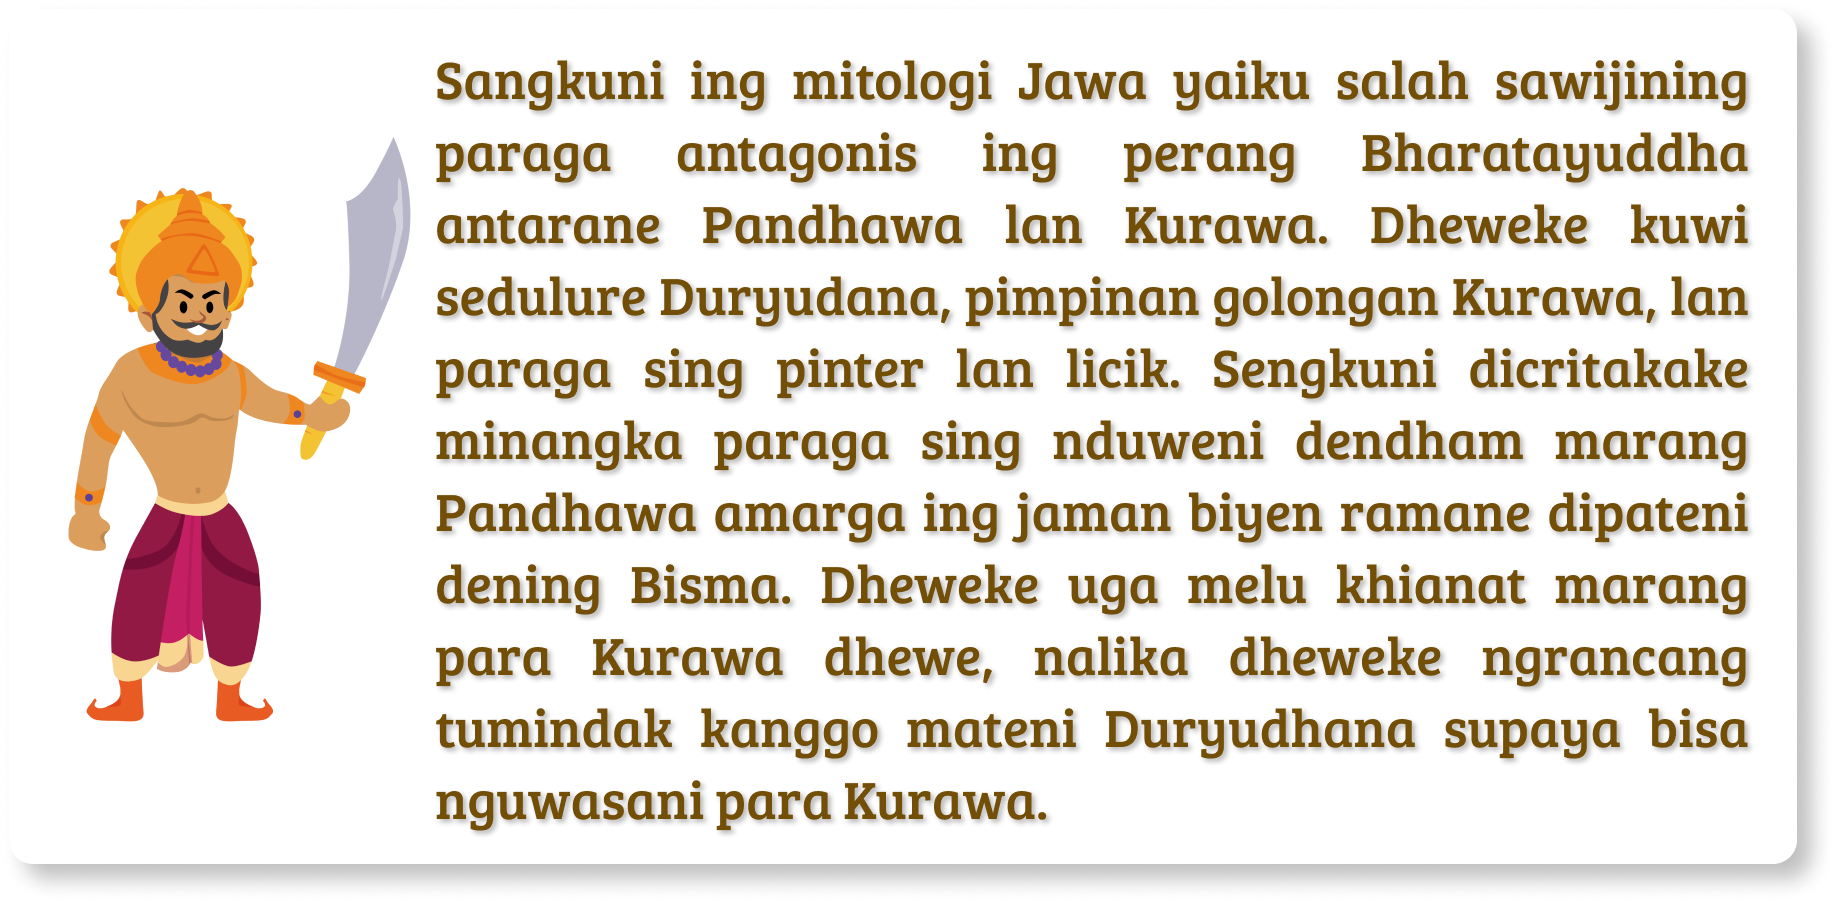 Sangkuni ing mitologi Jawa yaiku salah sawijining
paraga antagonis ing perang Bharatayuddha
antarane Pandhawa lan Kurawa. Dheweke kuwi
sedulure Duryudana, pimpinan golongan Kurawa, lan
paraga sing pinter lan licik. Sengkuni dicritakake
minangka paraga sing nduweni dendham marang
Pandhawa amarga ing jaman biyen ramane dipateni
dening Bisma. Dheweke uga melu khianat marang
para Kurawa dhewe, nalika dheweke ngrancang
tumindak kanggo mateni Duryudhana supaya bisa
nguwasani para Kurawa.